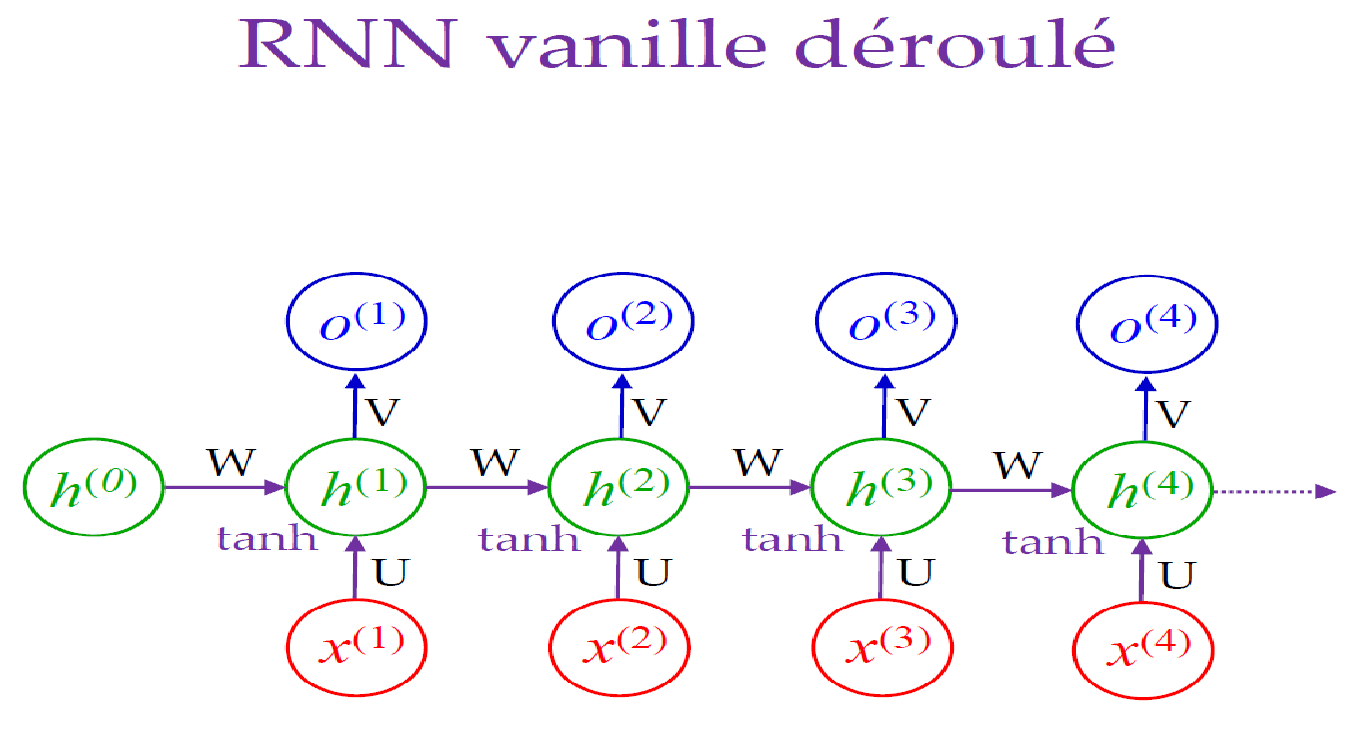 RNN vanille déroulé
o(1) o(2) o(3) o(4)
V V V V
W W W W
h(0) h(1) h(2) h(3) h(4)
tanh tanh tanh tanh
U U U U
x(1) x(2) x(3) x(4)